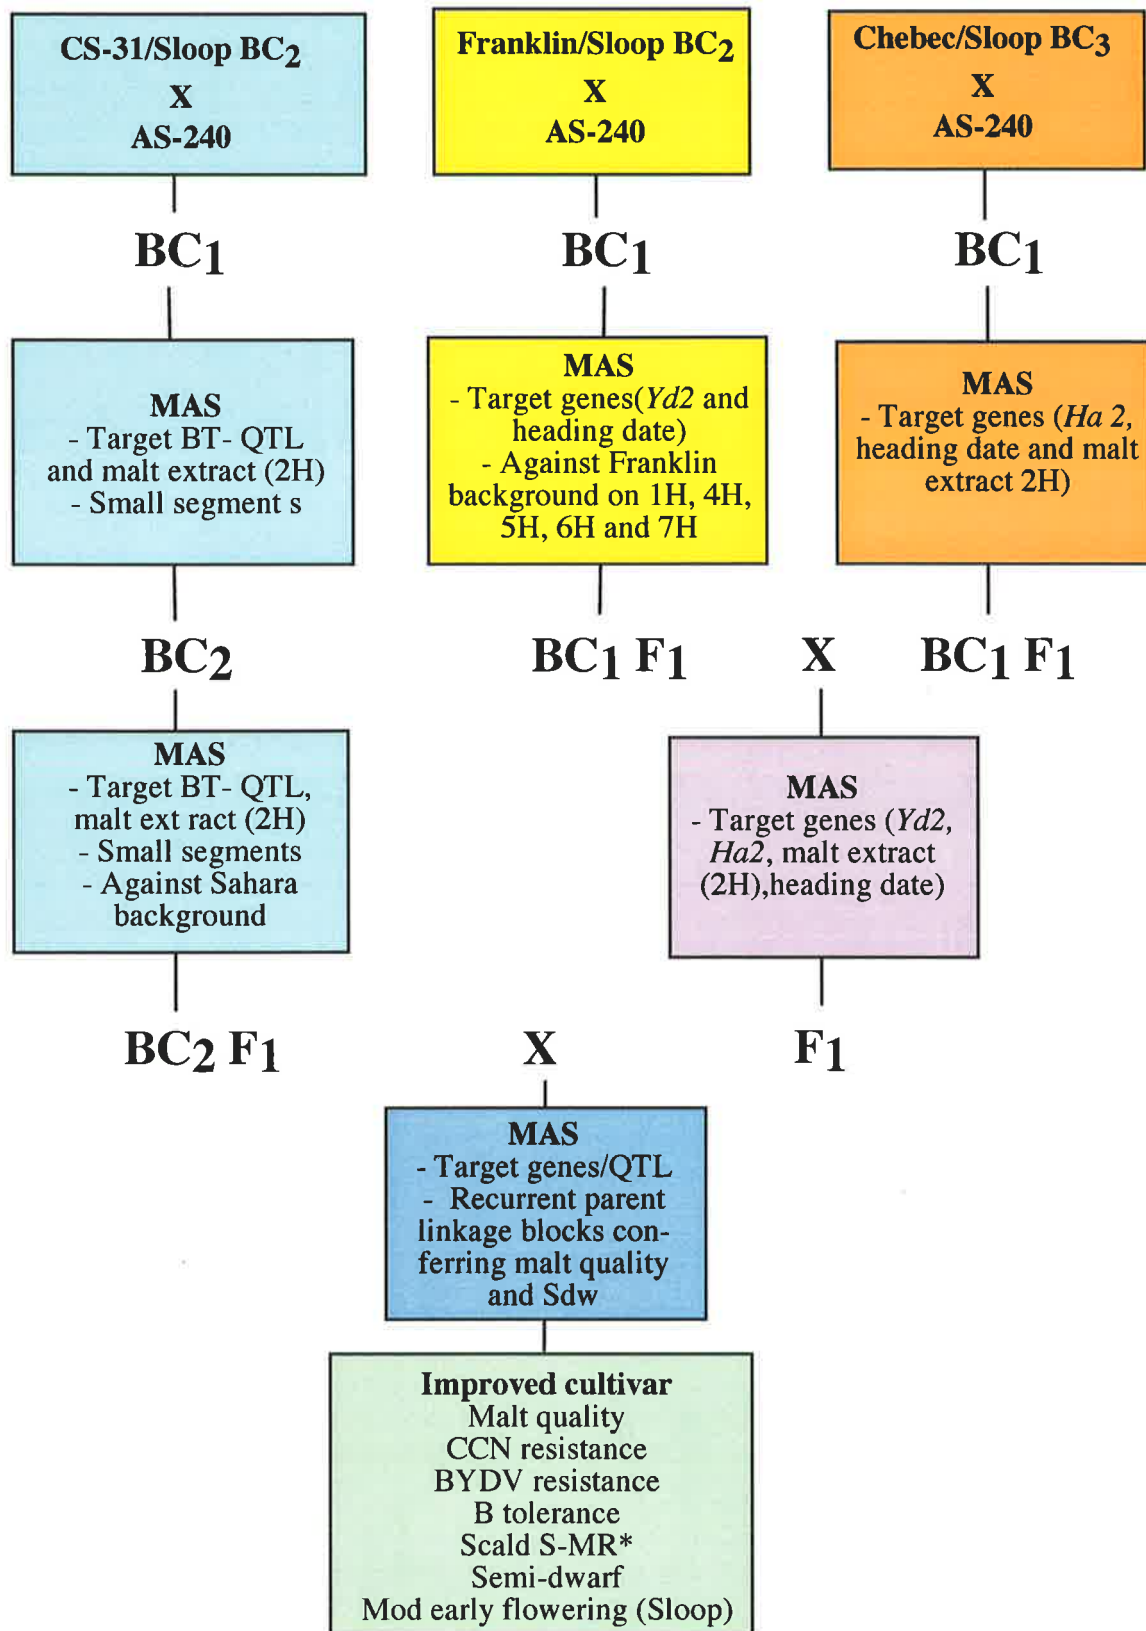 CS-31/Sloop BC2
X
AS-240
Franklin/Sloop BC2
X
AS-240
Chebec/Sloop BC3
X
AS-240
BC1
BC1
BC1
MAS
- Target BT- QTL
and malt extract (2H)
- Small segment s
MAS
- Target genes(Yd2 and
heading date)
- Against Franklin
background on 1H, 4H,
5H, 6H and 7H
MAS
- Target genes (Ha 2,
heading date and malt
extract 2H)
BC2
BC1 F1
X
BC1 F1
MAS
- Target BT- QTL,
malt ext ract (2H)
- Small segments
- Against Sahara
background
MAS
- Target genes (Yd2,
Ha2, malt extract
(2H),heading date)
BC2 F1
X
F1
MAS
- Target genes/QTL
- Recurrent parent
linkage blocks con-
ferring malt quality
and Sdw
Improved cultivar
Malt quality
CCN resistance
BYDV resistance
B tolerance
Scald S-MR*
Semi-dwarf
Mod early flowering (Sloop)